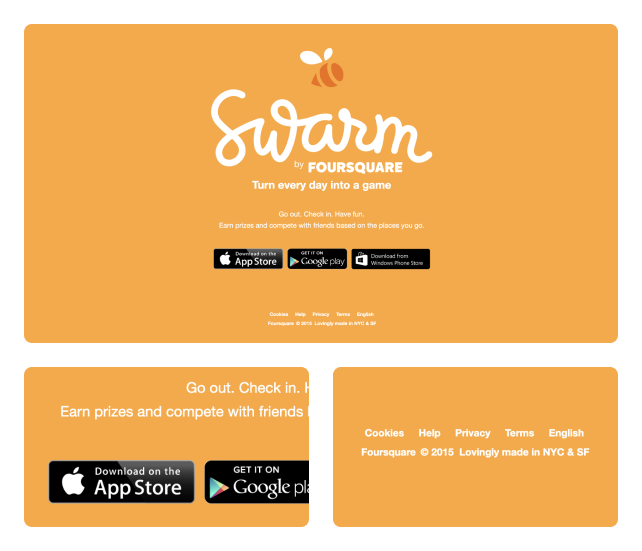 Swarm
by FOURSQUARE
Turn every day into a game
Go out. Check in. Have fun.
Earn prizes and compete with friends based on the places you go.
Download on the App Store
GET IT ON Google play
Download from Windows Phone Store
Cookies Help Privacy Terms English
Foursquare © 2015 Lovingly made in NYC & SF
Go out. Check in.
Earn prizes and compete with friends
Download on the App Store
GET IT ON Google pla
Cookies Help Privacy Terms English
Foursquare © 2015 Lovingly made in NYC & SF